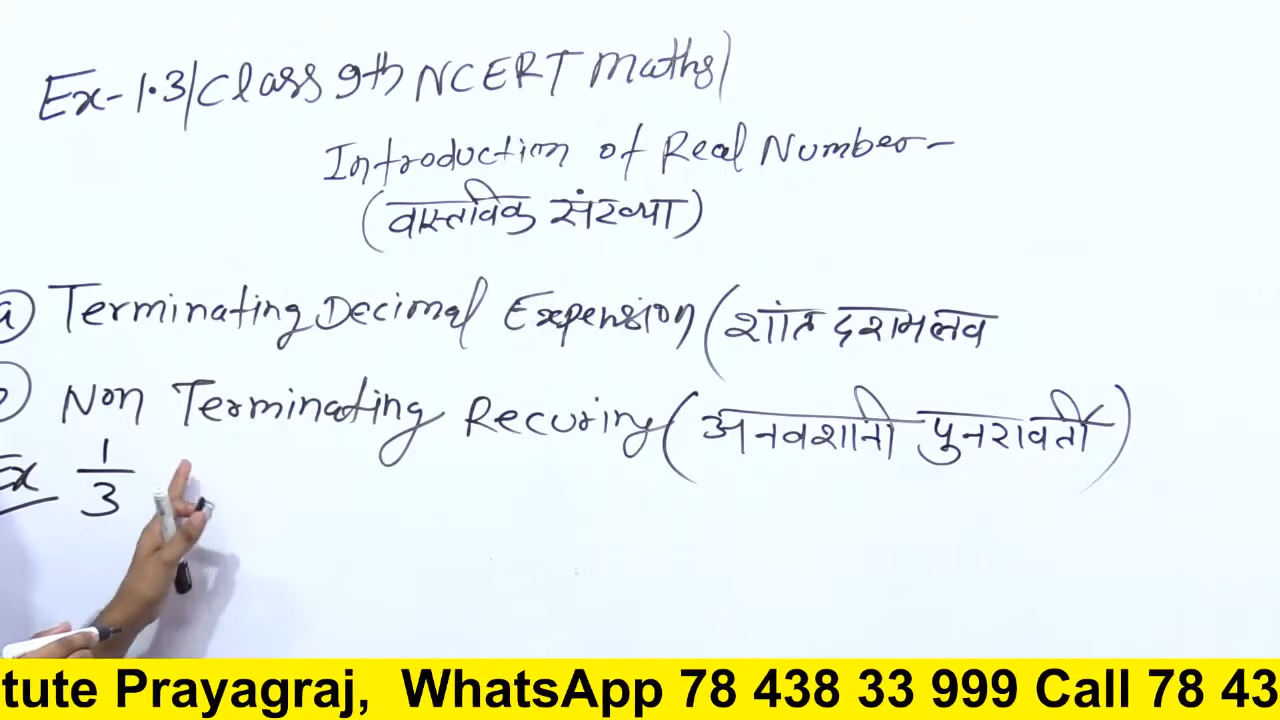 Ex-1.3/Class 9th NCERT Maths/
Introduction of Real Number-
(वास्तविक संख्या)
a Terminating Decimal Expension (शांत दशमलव
Non Terminating Recuring (अनवशानी पुनरावर्ती)
Ex 1/3
tute Prayagraj, WhatsApp 78 438 33 999 Call 78 43